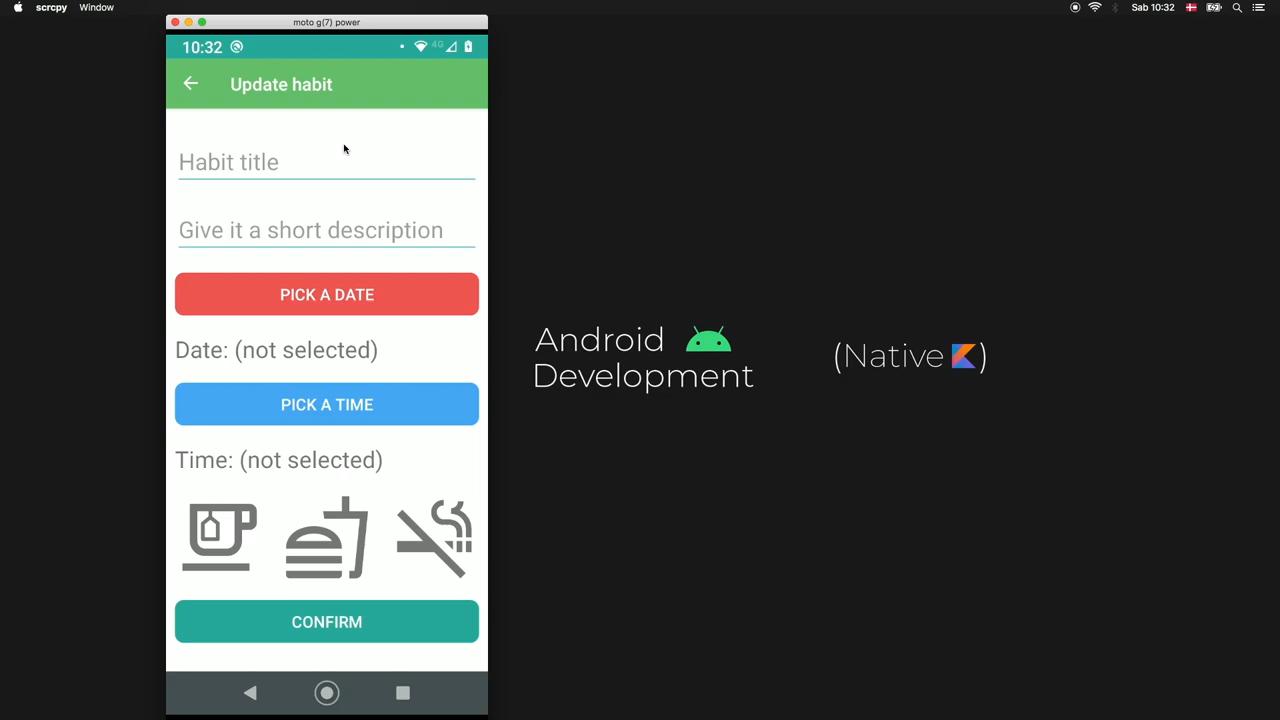 scrcpy Window
Sab 10:32
moto g(7) power
10:32
4G
Update habit
Habit title
Give it a short description
PICK A DATE
Date: (not selected)
PICK A TIME
Time: (not selected)
CONFIRM
Android
Development
(Native )